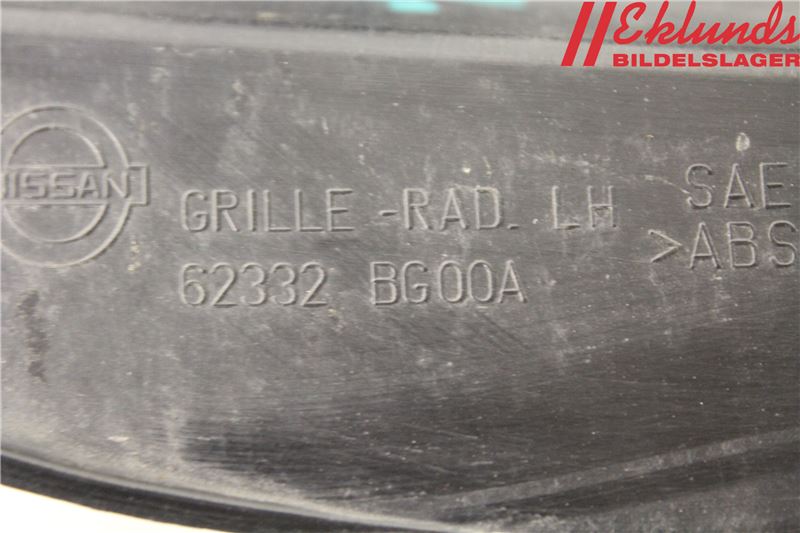 Eklunds
BILDELSLAGER
NISSAN
GRILLE -RAD. LH
SAE
62332 BG00A
>ABS